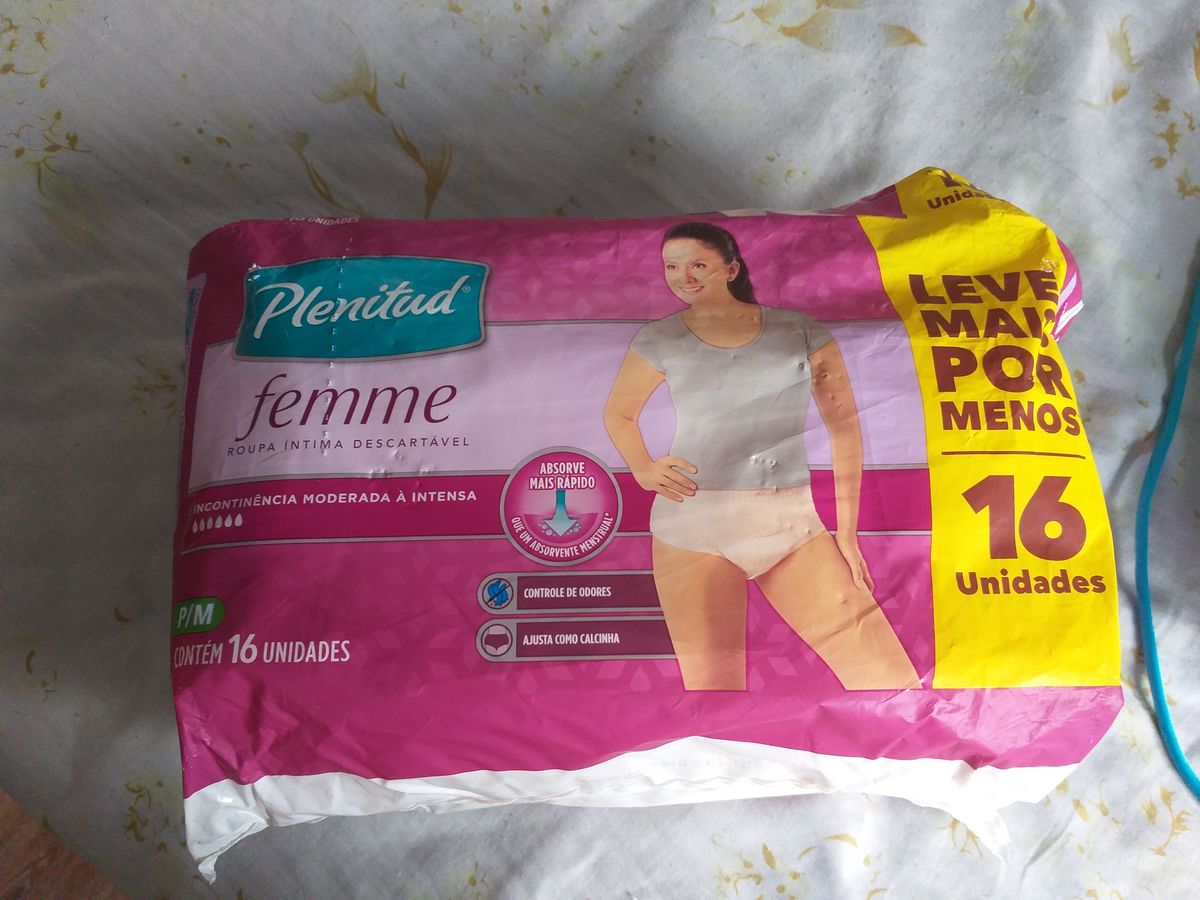 UNIDADES
Plenitud®
femme
ROUPA ÍNTIMA DESCARTÁVEL
INCONTINÊNCIA MODERADA À INTENSA
ABSORVE
MAIS RÁPIDO
QUE UM ABSORVENTE MENSTRUAL*
CONTROLE DE ODORES
AJUSTA COMO CALCINHA
P/M
CONTÉM 16 UNIDADES
LEVE
MAIS
POR
MENOS
16
Unidades